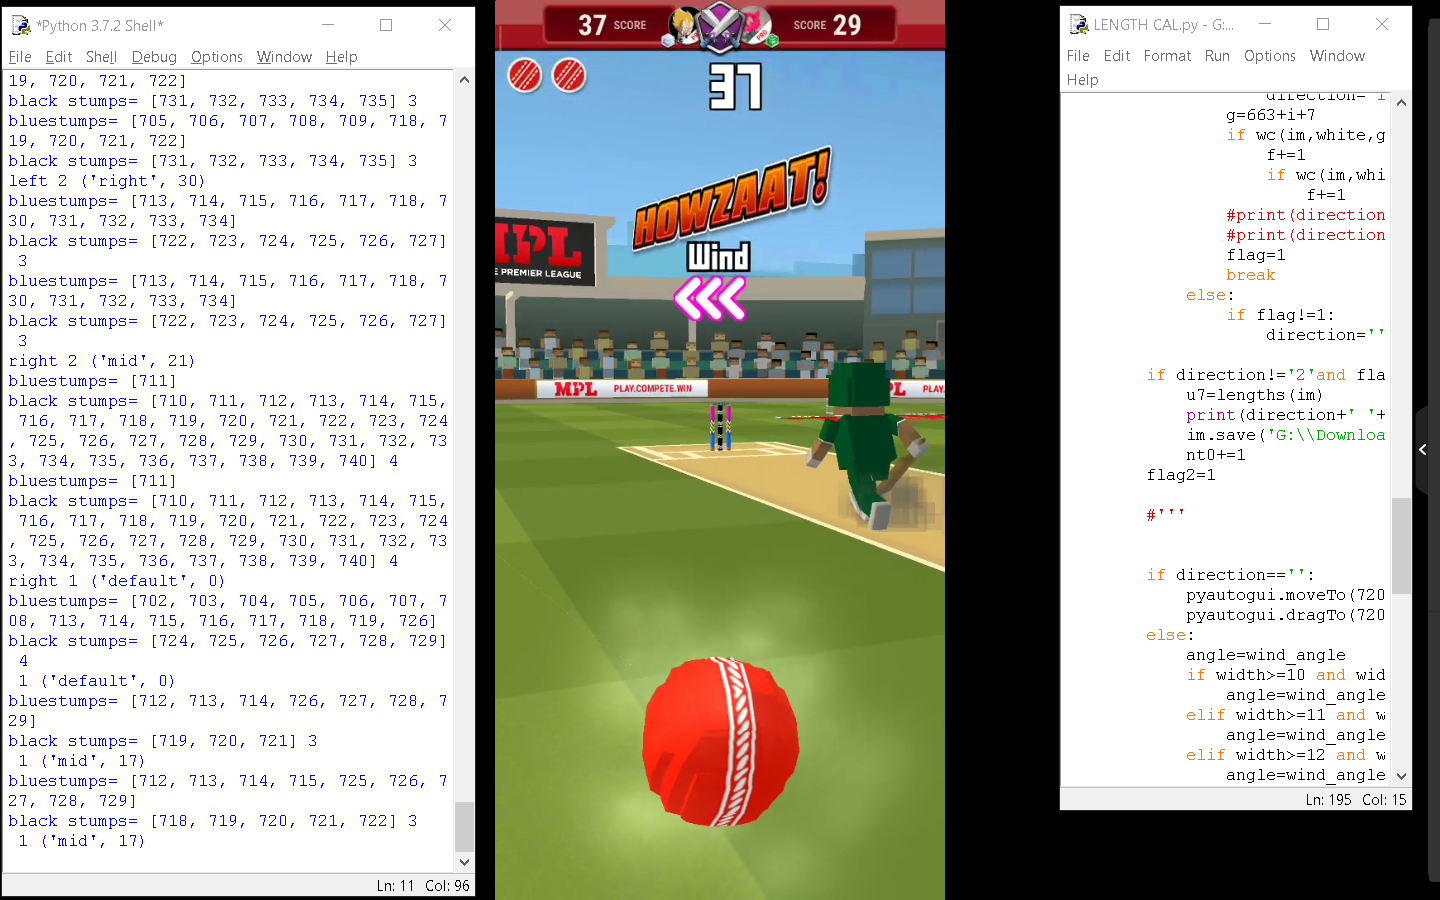 *Python 3.7.2 Shell*
File Edit Shell Debug Options Window Help
19, 720, 721, 722]
black stumps= [731, 732, 733, 734, 735] 3
bluestumps= [705, 706, 707, 708, 709, 718, 7
19, 720, 721, 722]
black stumps= [731, 732, 733, 734, 735] 3
left 2 ('right', 30)
bluestumps= [713, 714, 715, 716, 717, 718, 7
30, 731, 732, 733, 734]
black stumps= [722, 723, 724, 725, 726, 727]
3
bluestumps= [713, 714, 715, 716, 717, 718, 7
30, 731, 732, 733, 734]
black stumps= [722, 723, 724, 725, 726, 727]
3
right 2 ('mid', 21)
bluestumps= [711]
black stumps= [710, 711, 712, 713, 714, 715,
716, 717, 718, 719, 720, 721, 722, 723, 724
, 725, 726, 727, 728, 729, 730, 731, 732, 73
3, 734, 735, 736, 737, 738, 739, 740] 4
bluestumps= [711]
black stumps= [710, 711, 712, 713, 714, 715,
716, 717, 718, 719, 720, 721, 722, 723, 724
, 725, 726, 727, 728, 729, 730, 731, 732, 73
3, 734, 735, 736, 737, 738, 739, 740] 4
right 1 ('default', 0)
bluestumps= [702, 703, 704, 705, 706, 707, 7
08, 713, 714, 715, 716, 717, 718, 719, 726]
black stumps= [724, 725, 726, 727, 728, 729]
4
1 ('default', 0)
bluestumps= [712, 713, 714, 726, 727, 728, 7
29]
black stumps= [719, 720, 721] 3
1 ('mid', 17)
bluestumps= [712, 713, 714, 715, 725, 726, 7
27, 728, 729]
black stumps= [718, 719, 720, 721, 722] 3
1 ('mid', 17)
Ln: 11 Col: 96
37 SCORE
SCORE 29
37
HOWZAAT!
Wind
MPL
E PREMIER LEAGUE
MPL PLAY.COMPETE.WIN
PL PLAY.COM
LENGTH CAL.py - G:...
File Edit Format Run Options Window
Help
direction='l
g=663+i+7
if wc(im,white,g
f+=1
if wc(im,whi
f+=1
#print(direction
#print(direction
flag=1
break
else:
if flag!=1:
direction=''
if direction!='2'and fla
u7=lengths(im)
print(direction+' '+
im.save('G:\\Downloa
nt0+=1
flag2=1
#'''
if direction=='':
pyautogui.moveTo(720
pyautogui.dragTo(720
else:
angle=wind_angle
if width>=10 and wid
angle=wind_angle
elif width>=11 and w
angle=wind_angle
elif width>=12 and w
angle=wind_angle
Ln: 195 Col: 15